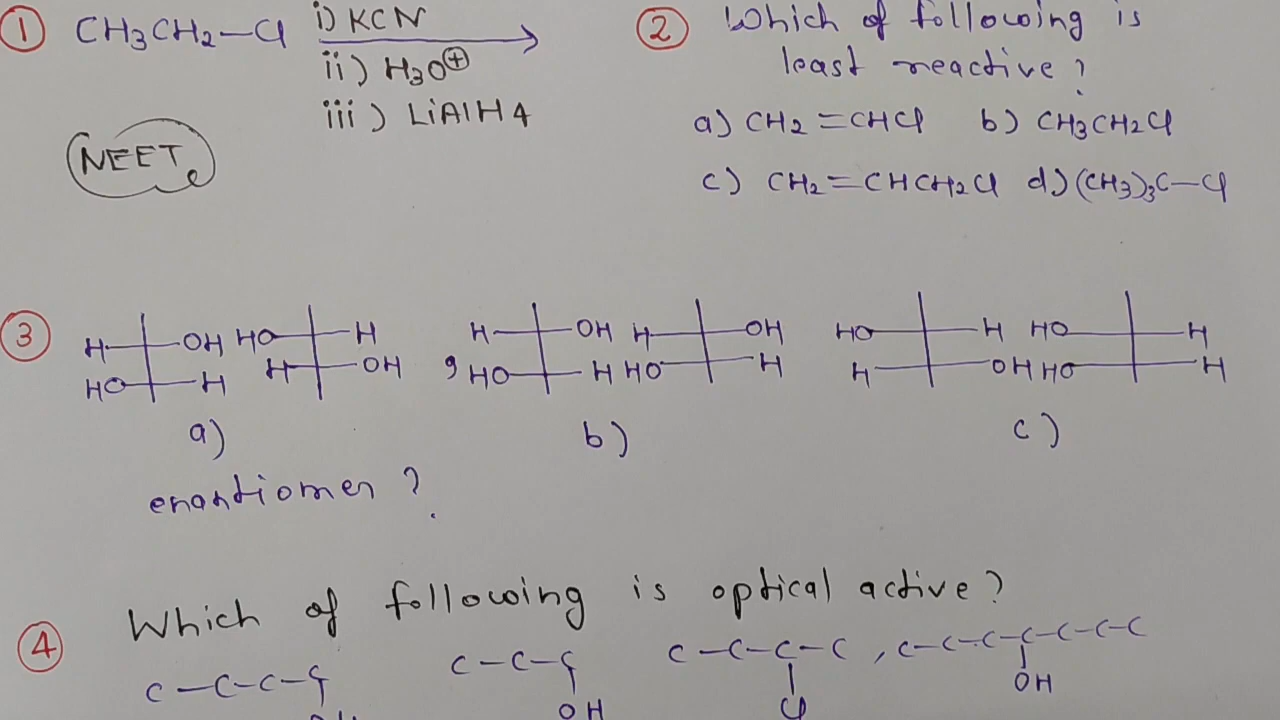 ① CH3CH2—Cl i) KCN
ii) H3O⊕
iii) LiAlH4
NEET
② Which of following is
least reactive?
a) CH2=CHCl b) CH3CH2Cl
c) CH2=CHCH2Cl d) (CH3)3C—Cl
③ H OH HO H H OH H OH HO H HO H
HO H H OH , HO H HO H H OH HO H
a) b) c)
enantiomer?
Which of following is optical active?
④ C—C—C—C C—C—C C—C—C—C , C—C—C—C—C—C—C
OH Cl OH